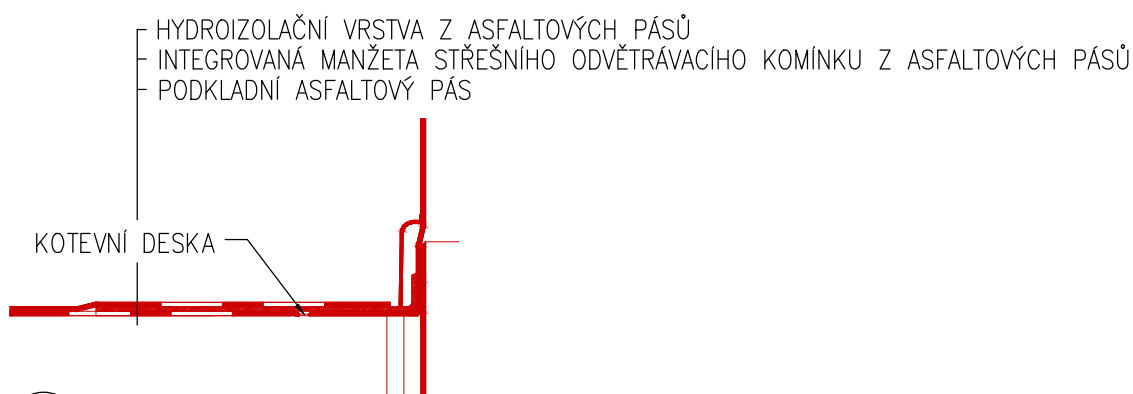 HYDROIZOLAČNÍ VRSTVA Z ASFALTOVÝCH PÁSŮ
INTEGROVANÁ MANŽETA STŘEŠNÍHO ODVĚTRÁVACÍHO KOMÍNKU Z ASFALTOVÝCH PÁSŮ
PODKLADNÍ ASFALTOVÝ PÁS
KOTEVNÍ DESKA